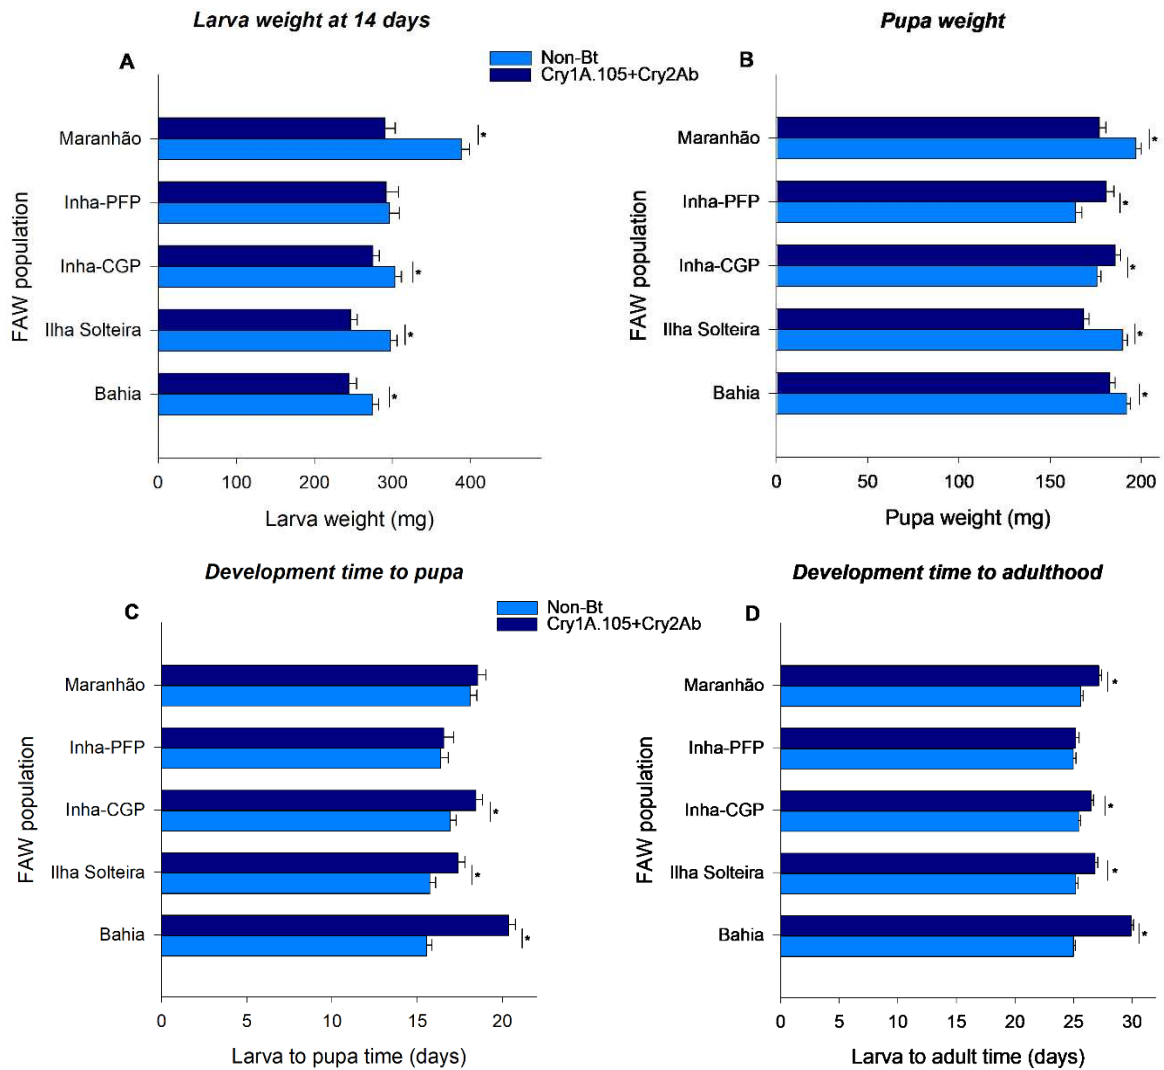 Larva weight at 14 days
Pupa weight
A
Non-Bt
Cry1A.105+Cry2Ab
B
FAW population
Maranhão
*
Inha-PFP
Inha-CGP
*
Ilha Solteira
*
Bahia
*
0 100 200 300 400
Larva weight (mg)
FAW population
Maranhão
*
Inha-PFP
*
Inha-CGP
*
Ilha Solteira
*
Bahia
*
0 50 100 150 200
Pupa weight (mg)
Development time to pupa
Development time to adulthood
C
Non-Bt
Cry1A.105+Cry2Ab
D
FAW population
Maranhão
Inha-PFP
Inha-CGP
*
Ilha Solteira
*
Bahia
*
0 5 10 15 20
Larva to pupa time (days)
FAW population
Maranhão
*
Inha-PFP
Inha-CGP
*
Ilha Solteira
*
Bahia
*
0 5 10 15 20 25 30
Larva to adult time (days)